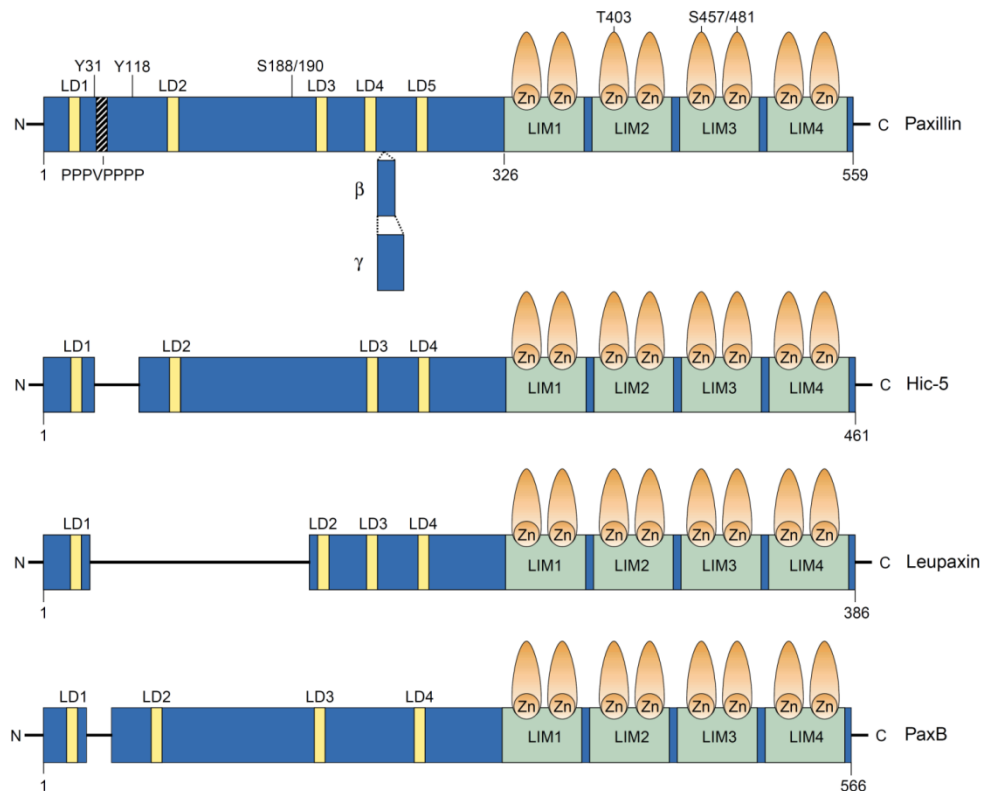 T403 S457/481
Y31 Y118 S188/190
LD1 LD2 LD3 LD4 LD5
Zn Zn Zn Zn Zn Zn Zn Zn
N LIM1 LIM2 LIM3 LIM4 C Paxillin
1 PPPVPPPP 326 559
β
γ
LD1 LD2 LD3 LD4
Zn Zn Zn Zn Zn Zn Zn Zn
N LIM1 LIM2 LIM3 LIM4 C Hic-5
1 461
LD1 LD2 LD3 LD4
Zn Zn Zn Zn Zn Zn Zn Zn
N LIM1 LIM2 LIM3 LIM4 C Leupaxin
1 386
LD1 LD2 LD3 LD4
Zn Zn Zn Zn Zn Zn Zn Zn
N LIM1 LIM2 LIM3 LIM4 C PaxB
1 566